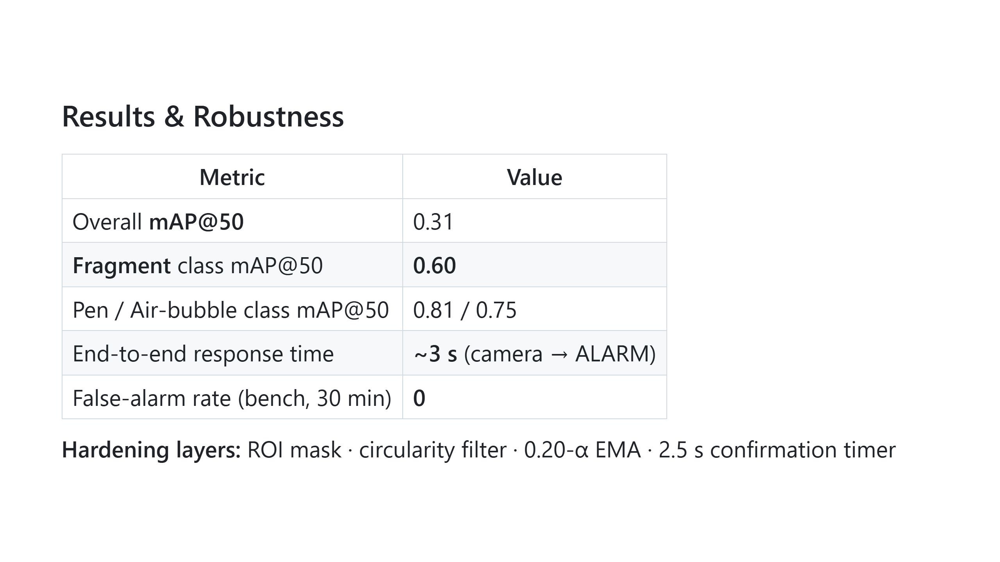 Results & Robustness
Metric Value
Overall mAP@50 0.31
Fragment class mAP@50 0.60
Pen / Air-bubble class mAP@50 0.81 / 0.75
End-to-end response time ~3 s (camera → ALARM)
False-alarm rate (bench, 30 min) 0
Hardening layers: ROI mask · circularity filter · 0.20-α EMA · 2.5 s confirmation timer